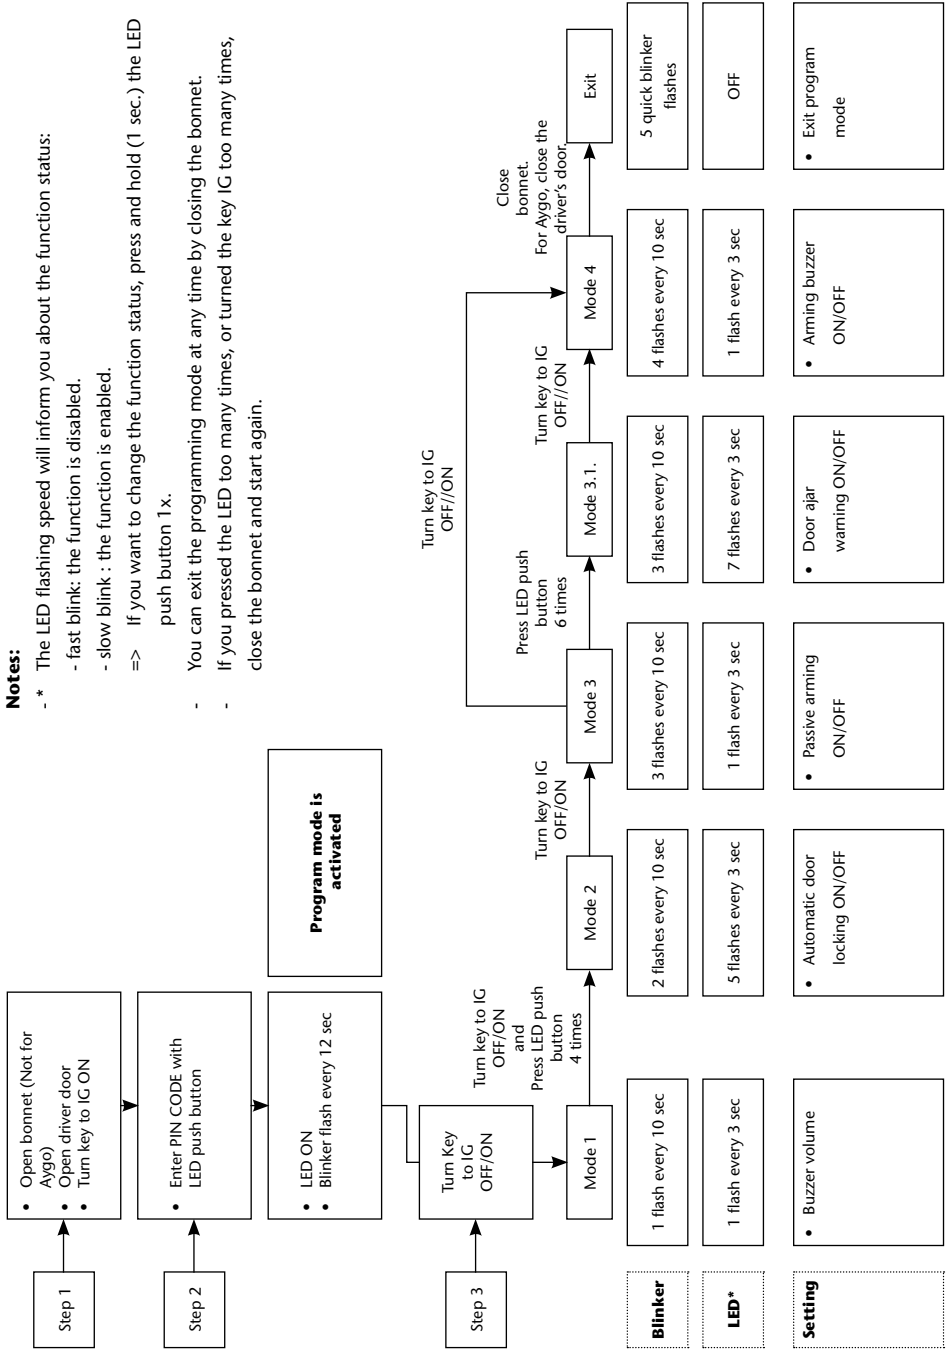 Notes:
- * The LED flashing speed will inform you about the function status:
- fast blink: the function is disabled.
- slow blink : the function is enabled.
=> If you want to change the function status, press and hold (1 sec.) the LED
push button 1x.
- You can exit the programming mode at any time by closing the bonnet.
- If you pressed the LED too many times, or turned the key IG too many times,
close the bonnet and start again.
Step 1
• Open bonnet (Not for
Aygo)
• Open driver door
• Turn key to IG ON
Step 2
• Enter PIN CODE with
LED push button
• LED ON
• Blinker flash every 12 sec
Program mode is
activated
Step 3
Turn Key
to IG
OFF/ON
Mode 1
Turn key to IG
OFF/ON
and
Press LED push
button
4 times
Mode 2
Turn key to IG
OFF/ON
Mode 3
Turn key to IG
OFF//ON
Press LED push
button
6 times
Mode 3.1.
Turn key to IG
OFF//ON
Mode 4
Close
bonnet.
For Aygo, close the
driver's door.
Exit
Blinker
1 flash every 10 sec
2 flashes every 10 sec
3 flashes every 10 sec
3 flashes every 10 sec
4 flashes every 10 sec
5 quick blinker
flashes
LED*
1 flash every 3 sec
5 flashes every 3 sec
1 flash every 3 sec
7 flashes every 3 sec
1 flash every 3 sec
OFF
Setting
• Buzzer volume
• Automatic door
locking ON/OFF
• Passive arming
ON/OFF
• Door ajar
warning ON/OFF
• Arming buzzer
ON/OFF
• Exit program
mode